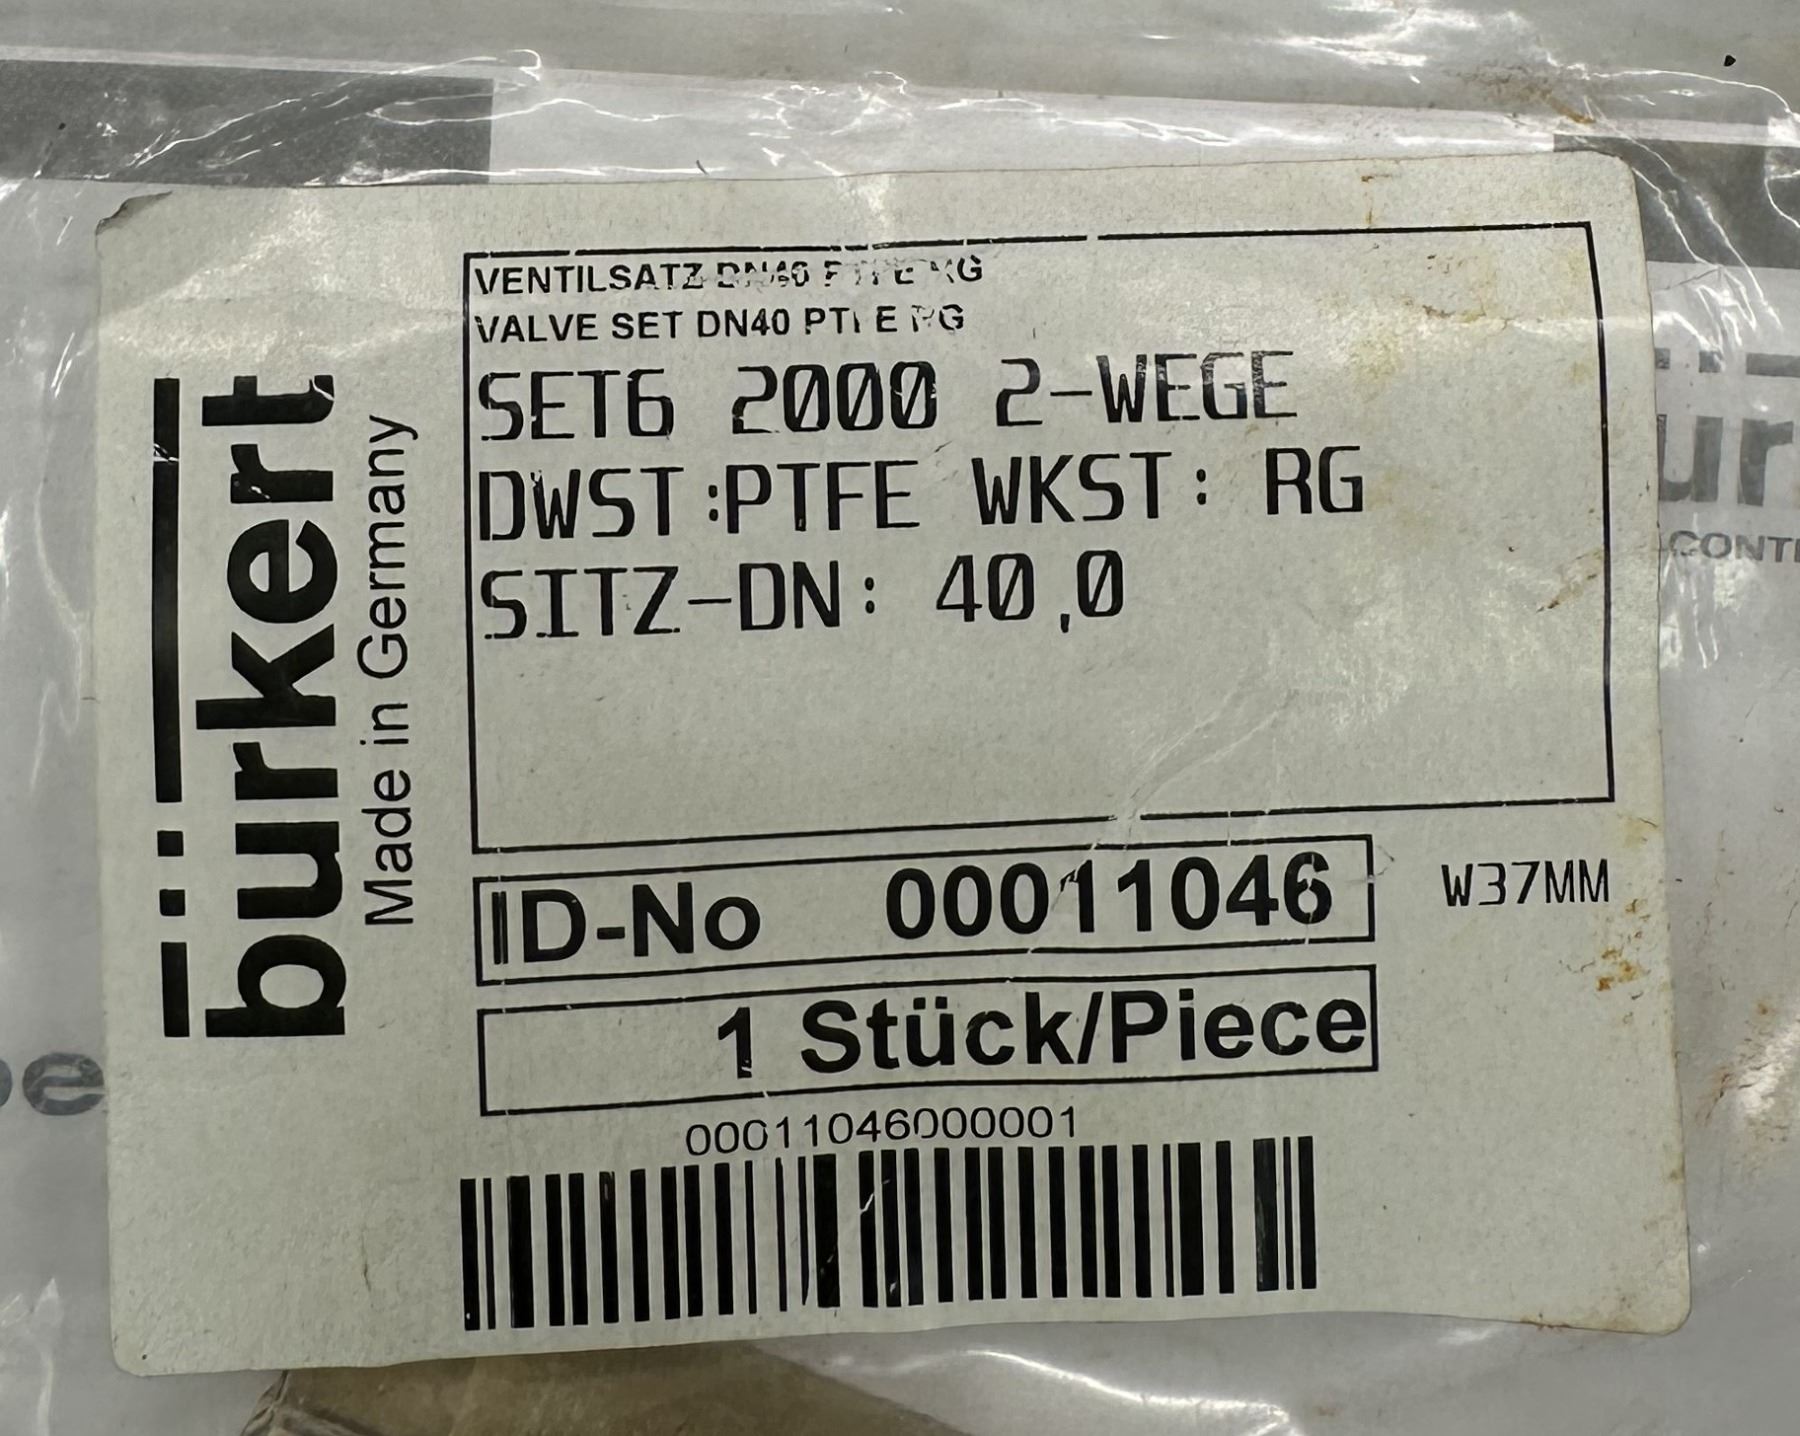 VENTILSATZ DN40 PTFE RG
VALVE SET DN40 PTFE RG
SET6 2000 2-WEGE
DWST:PTFE WKST: RG
SITZ-DN: 40,0
bürkert
Made in Germany
ID-No 00011046
W37MM
1 Stück/Piece
00011046000001